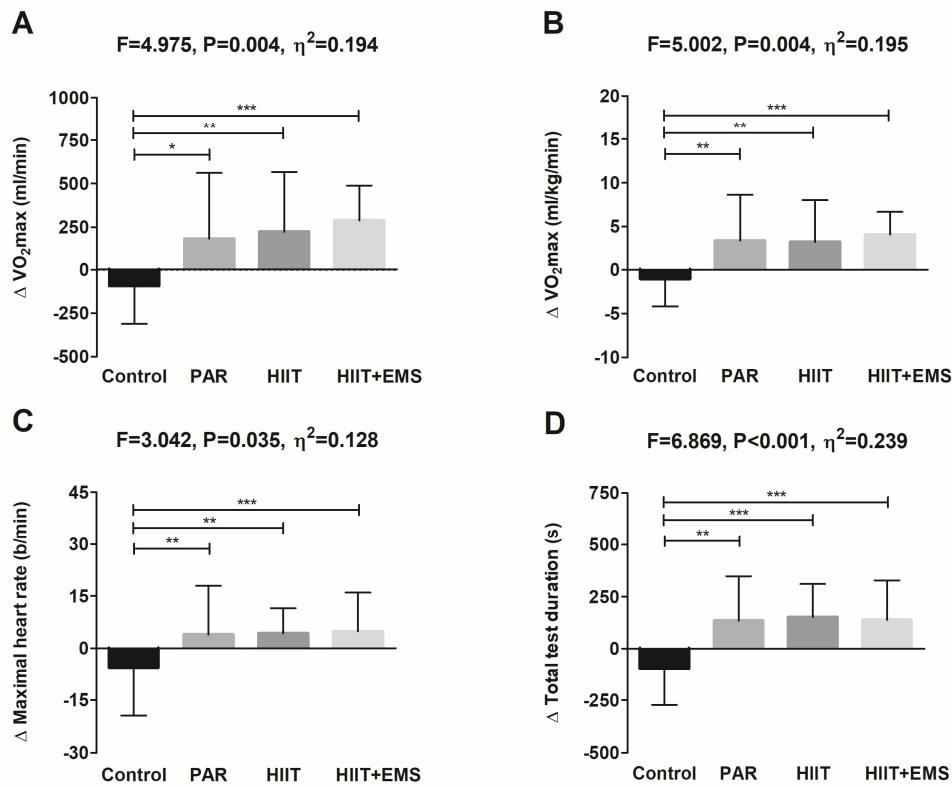 A
F=4.975, P=0.004, η²=0.194
Δ VO₂max (ml/min)
1000
750
500
250
0
-250
-500
***
**
*
Control PAR HIIT HIIT+EMS
B
F=5.002, P=0.004, η²=0.195
Δ VO₂max (ml/kg/min)
20
15
10
5
0
-5
-10
***
**
**
Control PAR HIIT HIIT+EMS
C
F=3.042, P=0.035, η²=0.128
Δ Maximal heart rate (b/min)
45
30
15
0
-15
-30
***
**
**
Control PAR HIIT HIIT+EMS
D
F=6.869, P<0.001, η²=0.239
Δ Total test duration (s)
750
500
250
0
-250
-500
***
***
**
Control PAR HIIT HIIT+EMS